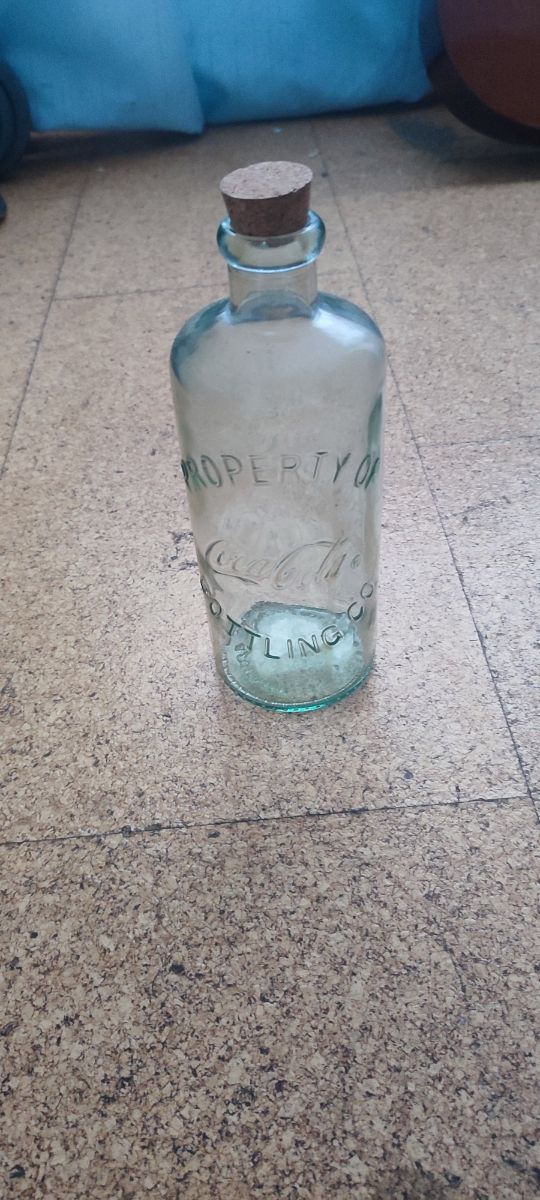 PROPERTY OF
Coca-Cola ®
BOTTLING CO